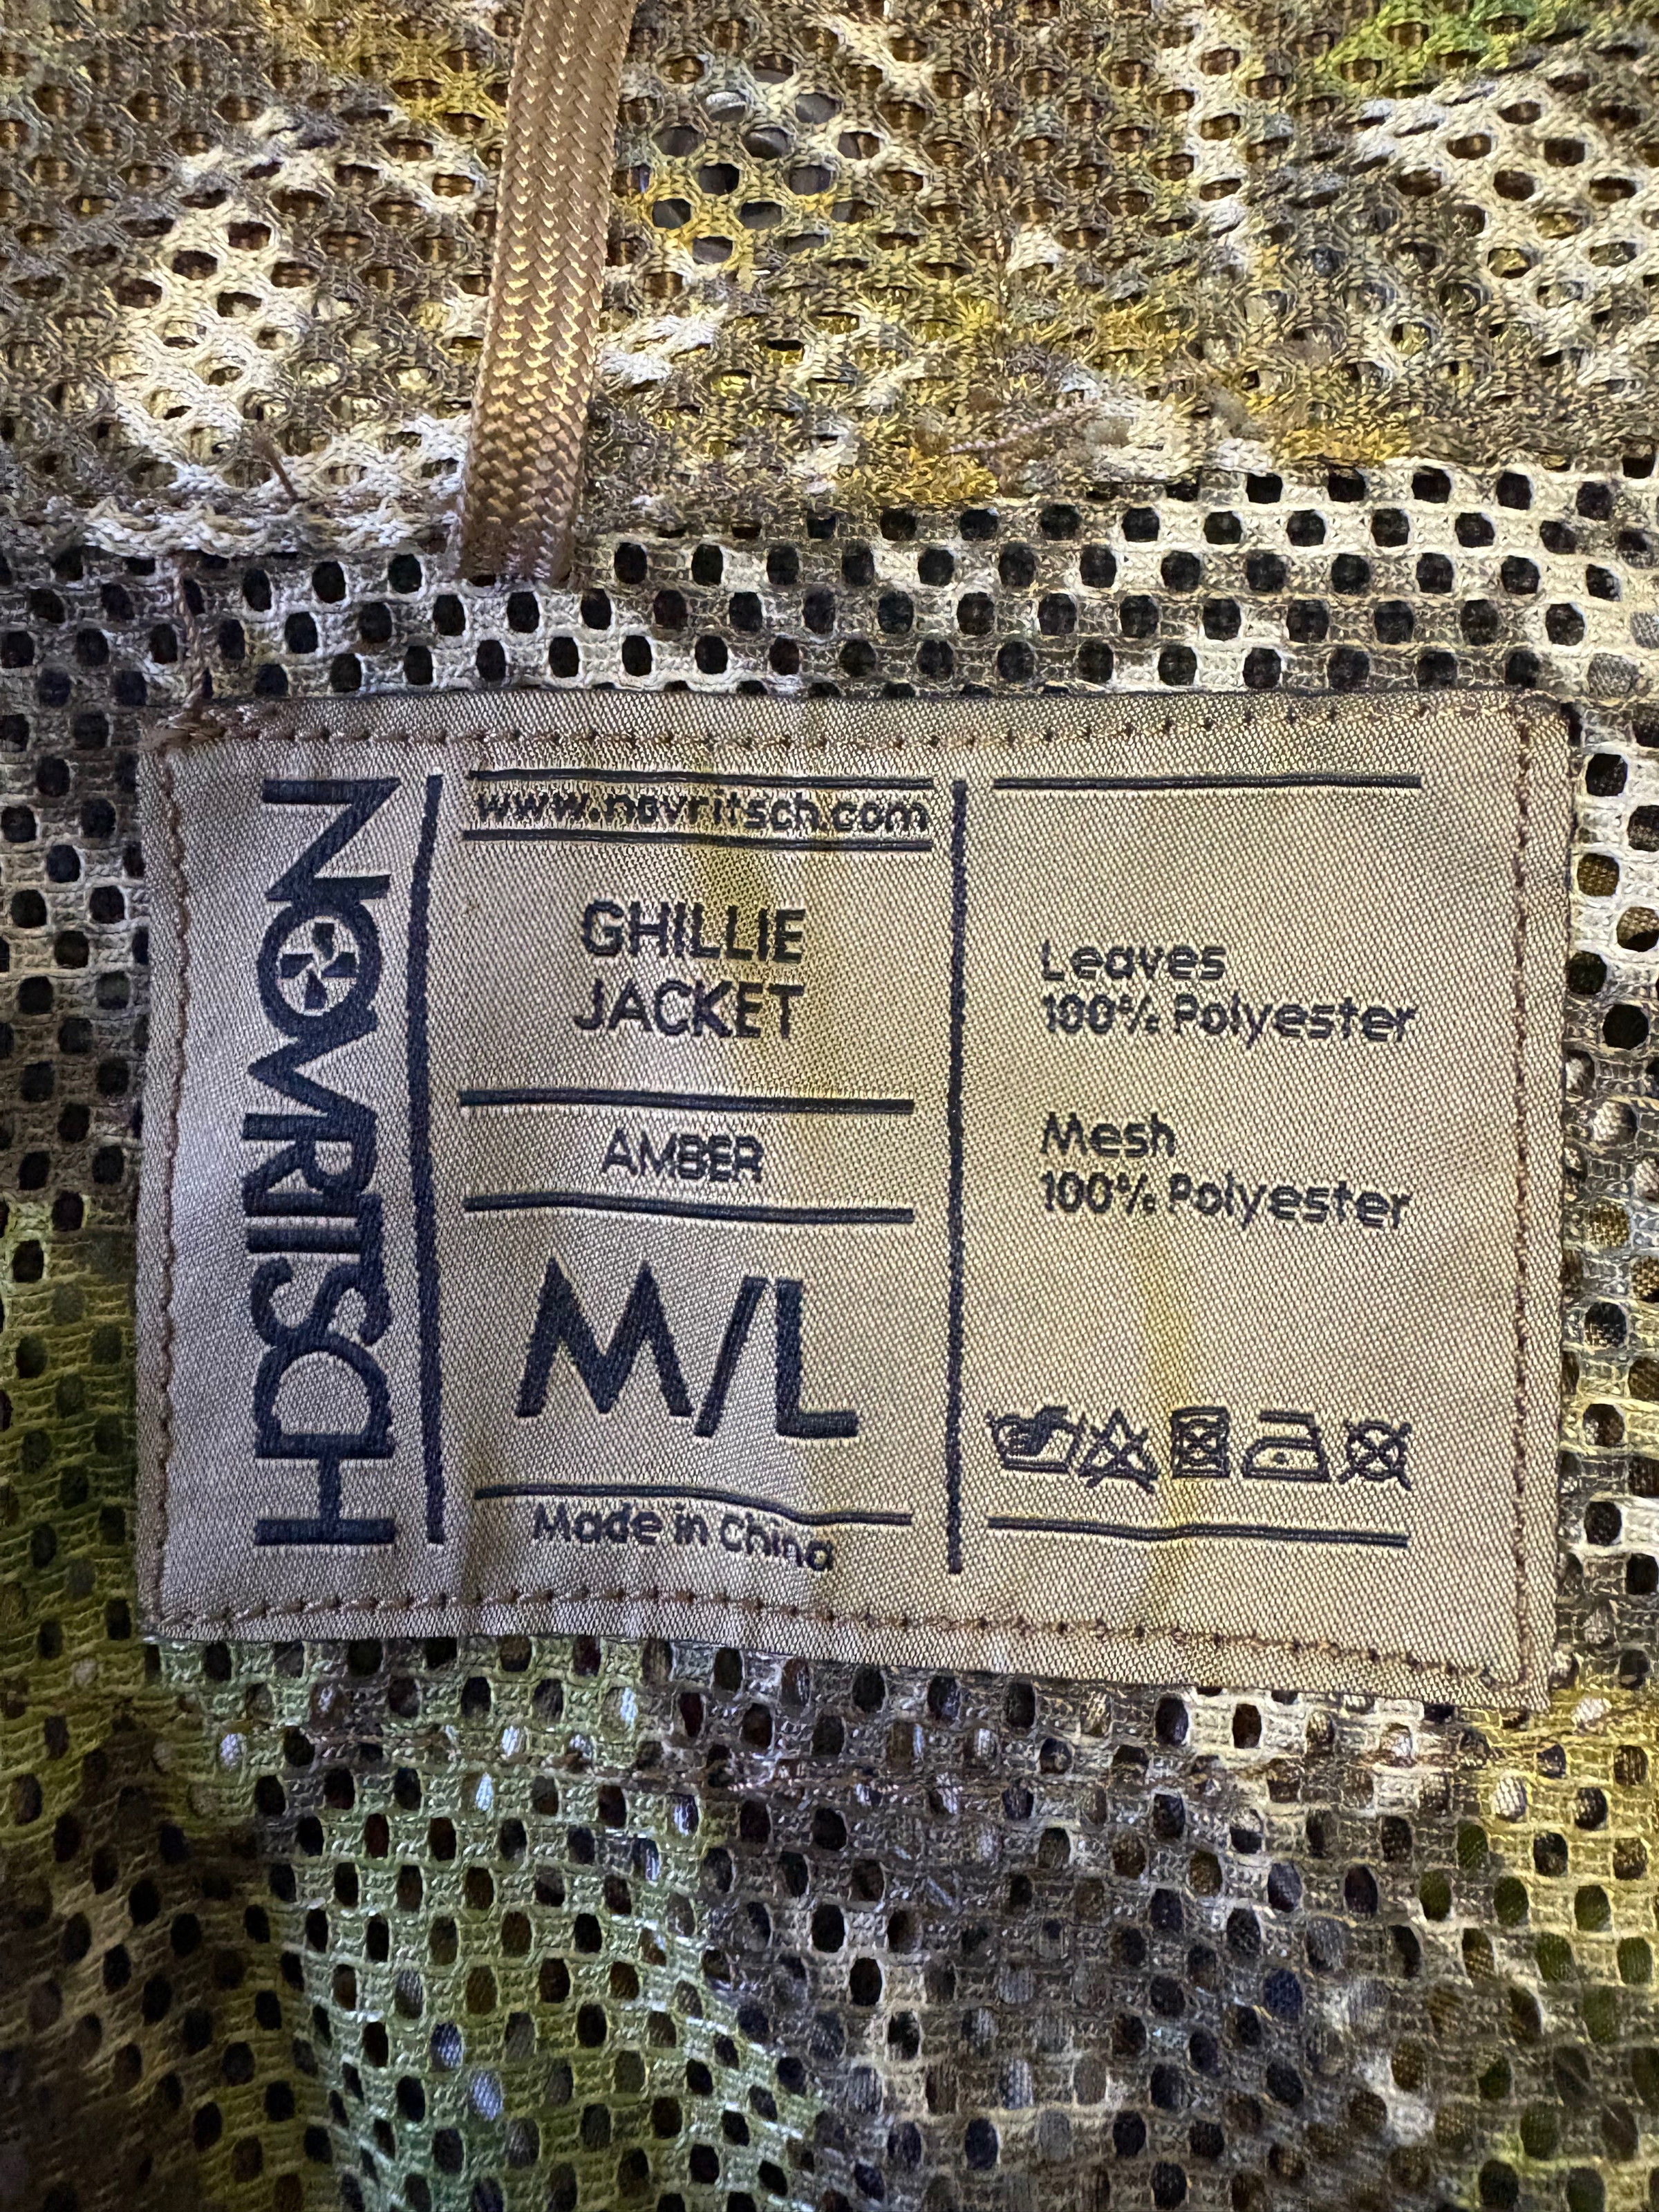 NOVRITSCH
www.novritsch.com
GHILLIE
JACKET
AMBER
M/L
Made in China
Leaves
100% Polyester
Mesh
100% Polyester